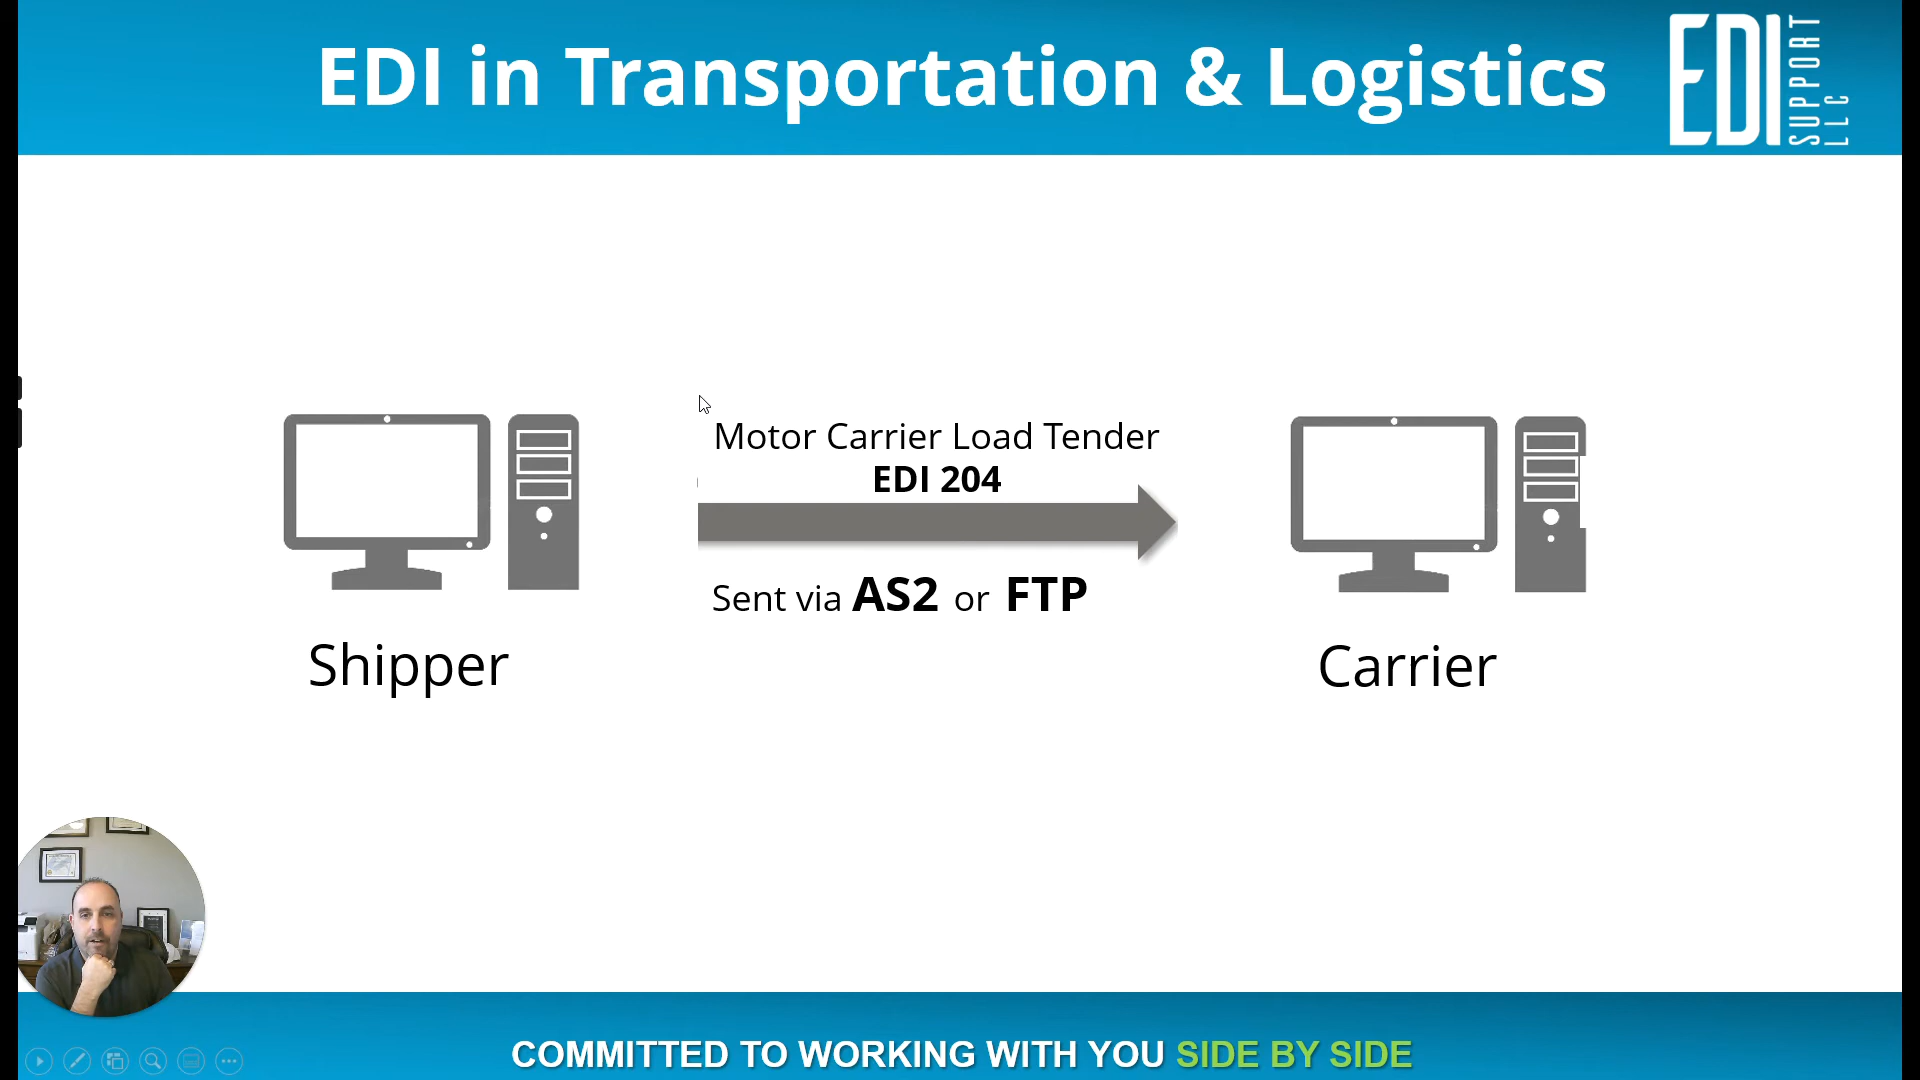 EDI in Transportation & Logistics
EDI
SUPPORT
LLC
Motor Carrier Load Tender
EDI 204
Sent via AS2 or FTP
Shipper
Carrier
COMMITTED TO WORKING WITH YOU SIDE BY SIDE